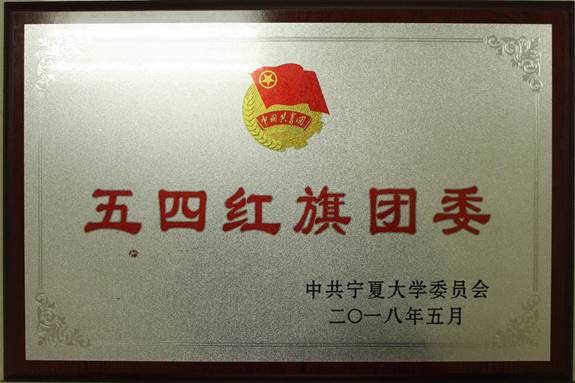 中国共青团
五四红旗团委
中共宁夏大学委员会
二〇一八年五月